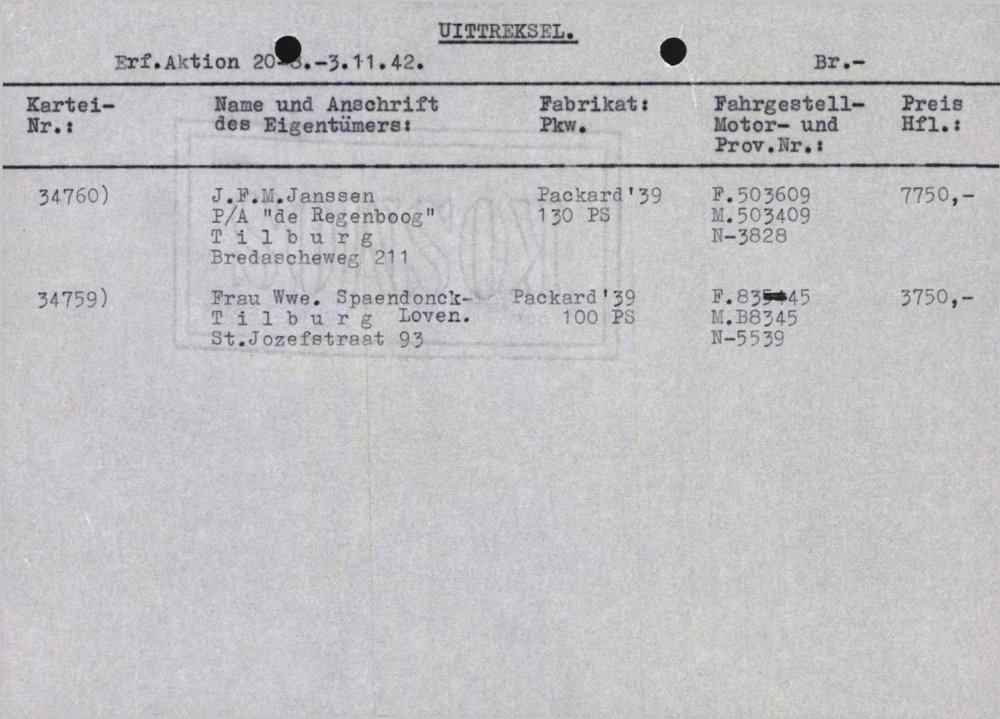 UITTREKSEL.
Erf.Aktion 20-8.-3.11.42. Br.-
Kartei- Name und Anschrift Fabrikat: Fahrgestell- Preis
Nr.: des Eigentümers: Pkw. Motor- und Hfl.:
Prov.Nr.:
34760) J.F.M.Janssen Packard'39 F.503609 7750,-
P/A "de Regenboog" 130 PS M.503409
T i l b u r g N-3828
Bredascheweg 211
34759) Frau Wwe. Spaendonck- Packard'39 3750,-
T i l b u r g Loven. 100 PS M.B8345
St.Jozefstraat 93 N-5539